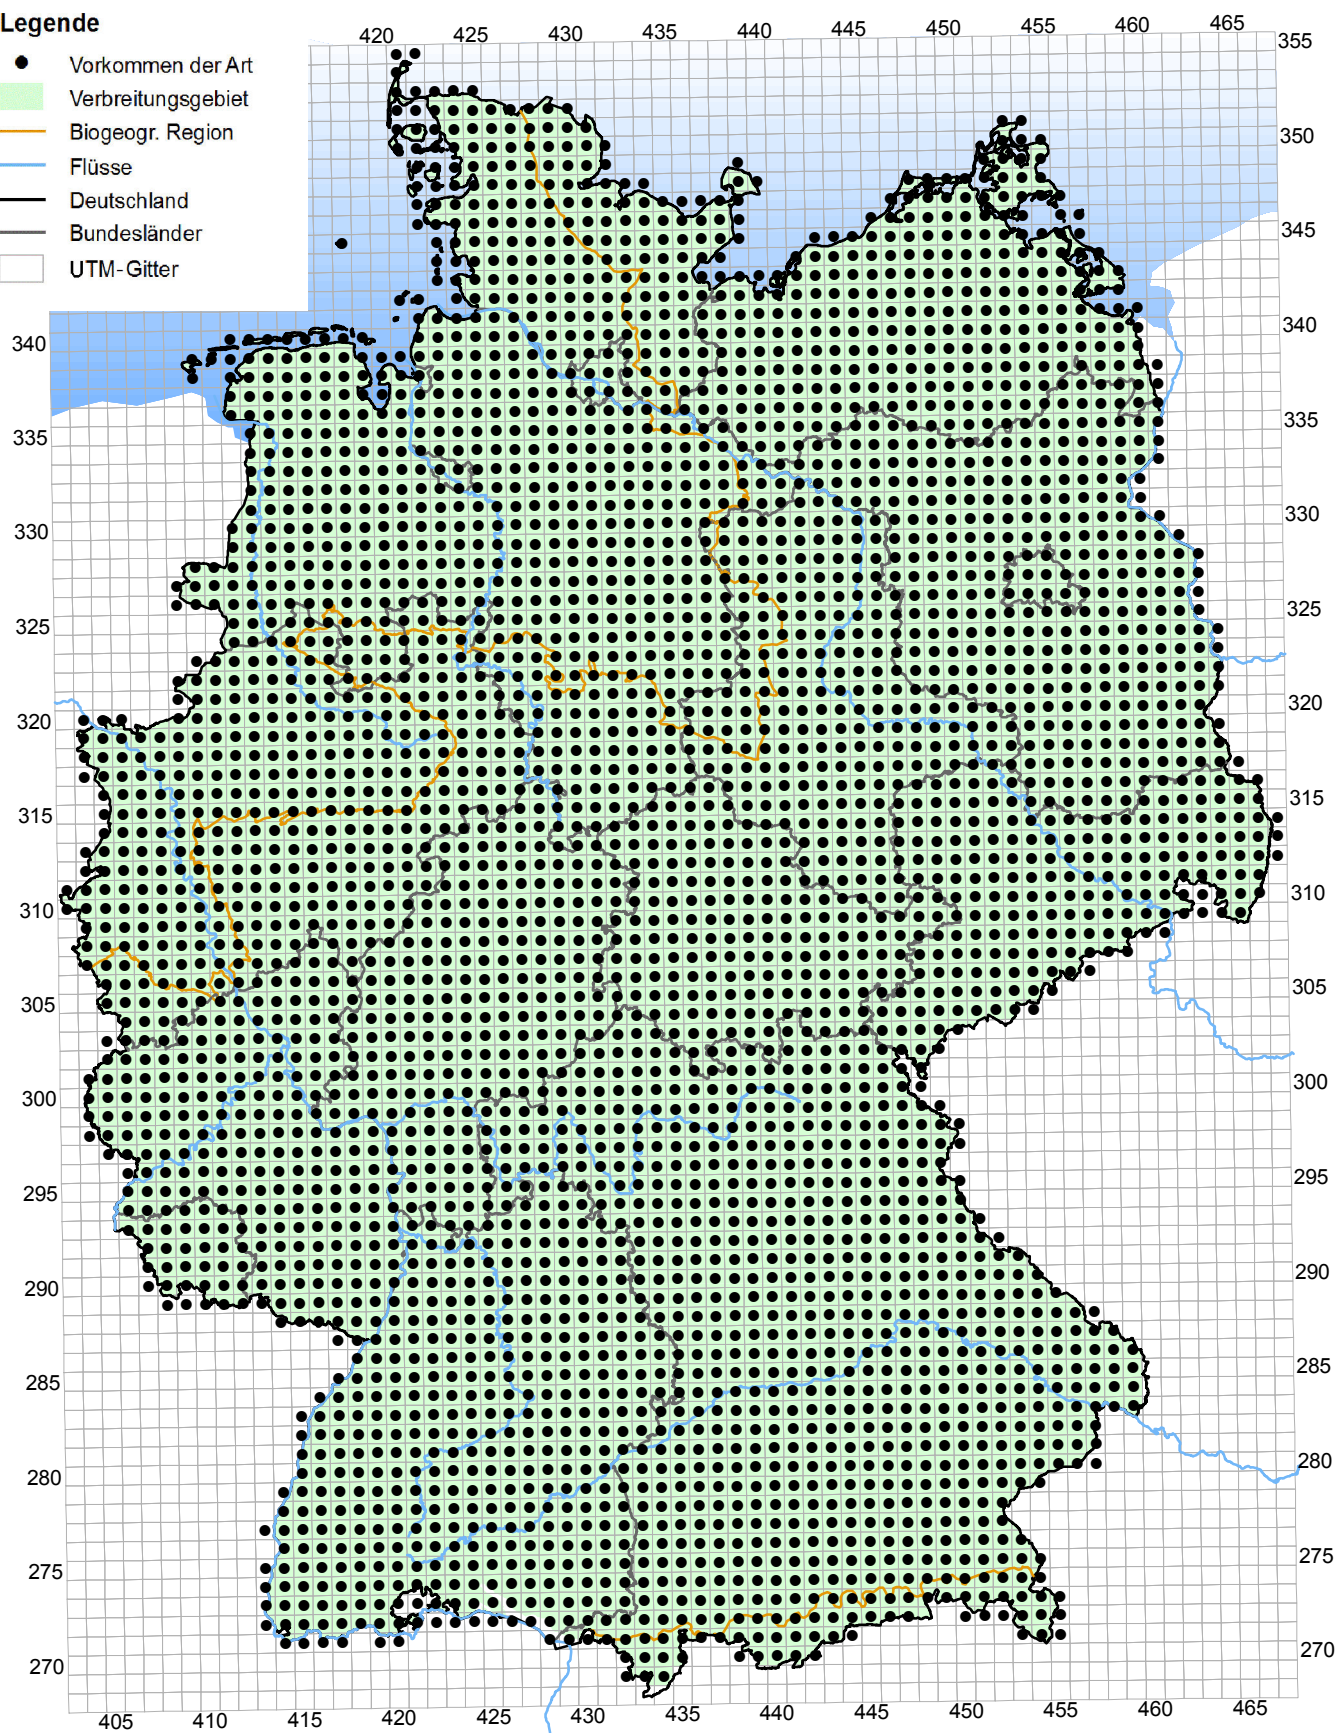 Legende
Vorkommen der Art
Verbreitungsgebiet
Biogeogr. Region
Flüsse
Deutschland
Bundesländer
UTM-Gitter
420 425 430 435 440 445 450 455 460 465
355
350
345
340 340
335 335
330 330
325 325
320 320
315 315
310 310
305 305
300 300
295 295
290 290
285 285
280 280
275 275
270 270
405 410 415 420 425 430 435 440 445 450 455 460 465